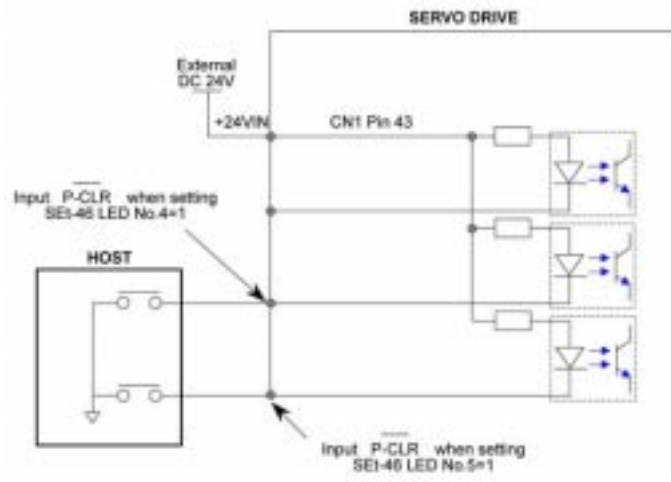 SERVO DRIVE
External
DC 24V
+24VIN
CN1 Pin 43
Input P-CLR when setting
SEt-46 LED No.4=1
HOST
Input P-CLR when setting
SEt-46 LED No.5=1